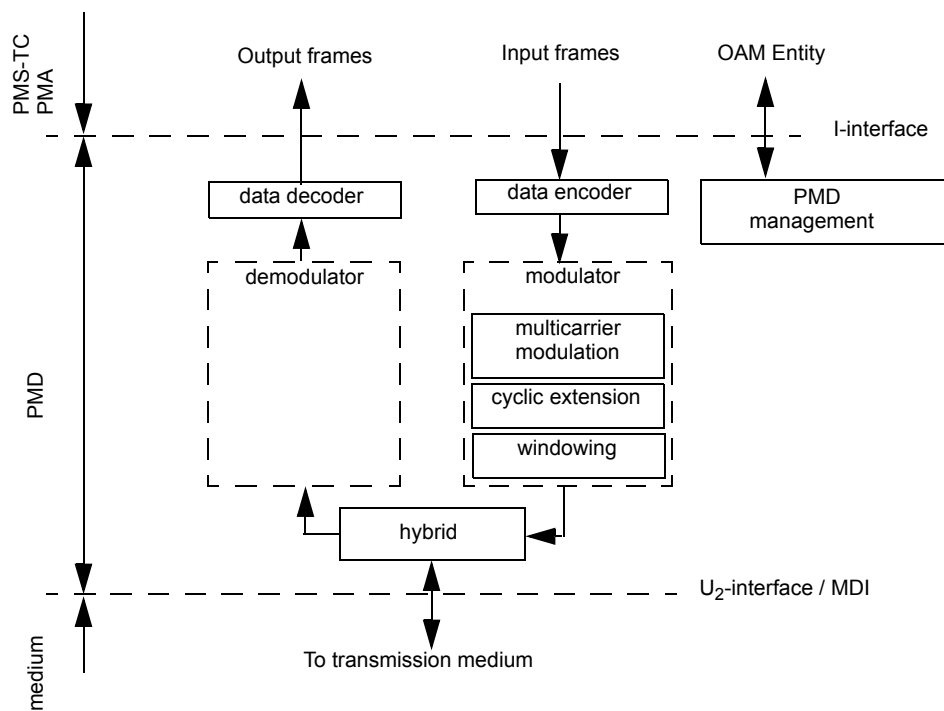 PMS-TC
PMA
Output frames
Input frames
OAM Entity
I-interface
data decoder
data encoder
PMD
management
demodulator
modulator
multicarrier
modulation
cyclic extension
windowing
PMD
hybrid
U2-interface / MDI
To transmission medium
medium